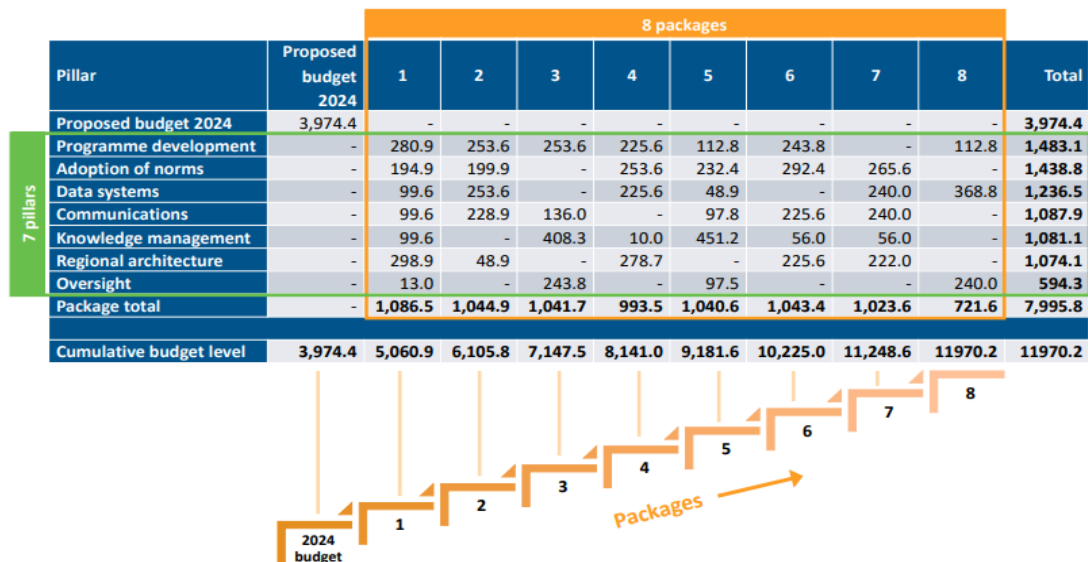 8 packages
Pillar Proposed budget 2024 1 2 3 4 5 6 7 8 Total
Proposed budget 2024 3,974.4 - - - - - - - - 3,974.4
7 pillars
Programme development - 280.9 253.6 253.6 225.6 112.8 243.8 - 112.8 1,483.1
Adoption of norms - 194.9 199.9 - 253.6 232.4 292.4 265.6 - 1,438.8
Data systems - 99.6 253.6 - 225.6 48.9 - 240.0 368.8 1,236.5
Communications - 99.6 228.9 136.0 - 97.8 225.6 240.0 - 1,087.9
Knowledge management - 99.6 - 408.3 10.0 451.2 56.0 56.0 - 1,081.1
Regional architecture - 298.9 48.9 - 278.7 - 225.6 222.0 - 1,074.1
Oversight - 13.0 - 243.8 - 97.5 - - 240.0 594.3
Package total - 1,086.5 1,044.9 1,041.7 993.5 1,040.6 1,043.4 1,023.6 721.6 7,995.8
Cumulative budget level 3,974.4 5,060.9 6,105.8 7,147.5 8,141.0 9,181.6 10,225.0 11,248.6 11970.2 11970.2
8
7
6
5
4
3
2
1
2024
budget
Packages